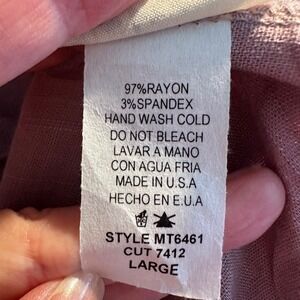 97%RAYON
3%SPANDEX
HAND WASH COLD
DO NOT BLEACH
LAVAR A MANO
CON AGUA FRIA
MADE IN U.S.A
HECHO EN E.U.A
STYLE MT6461
CUT 7412
LARGE